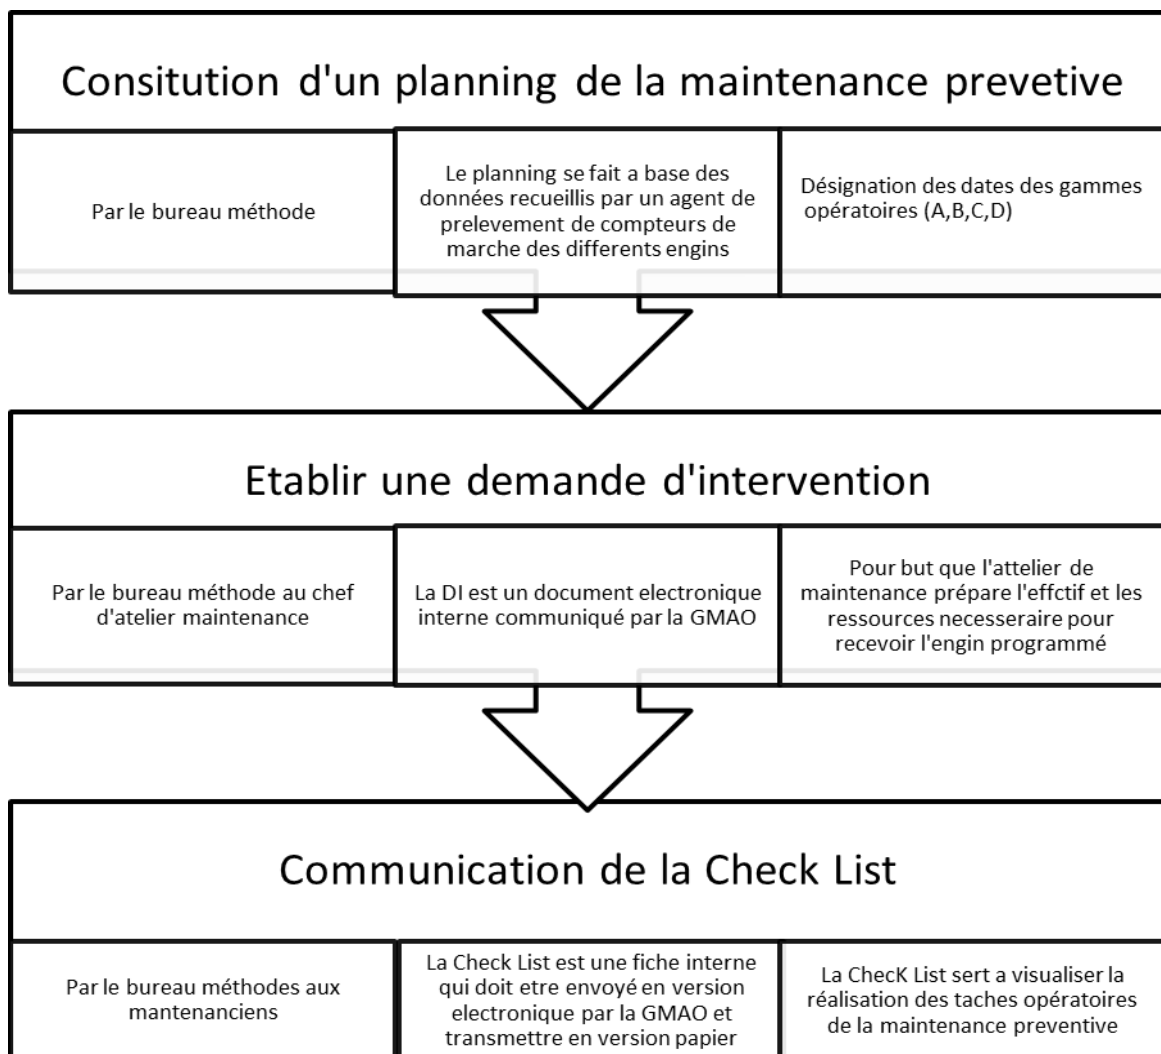 Consitution d'un planning de la maintenance prevetive
Par le bureau méthode
Le planning se fait a base des
données recueillis par un agent de
prelevement de compteurs de
marche des differents engins
Désignation des dates des gammes
opératoires (A,B,C,D)
Etablir une demande d'intervention
Par le bureau méthode au chef
d'atelier maintenance
La DI est un document electronique
interne communiqué par la GMAO
Pour but que l'attelier de
maintenance prépare l'effctif et les
ressources necesseraire pour
recevoir l'engin programmé
Communication de la Check List
Par le bureau méthodes aux
mantenanciens
La Check List est une fiche interne
qui doit etre envoyé en version
electronique par la GMAO et
transmettre en version papier
La ChecK List sert a visualiser la
réalisation des taches opératoires
de la maintenance preventive